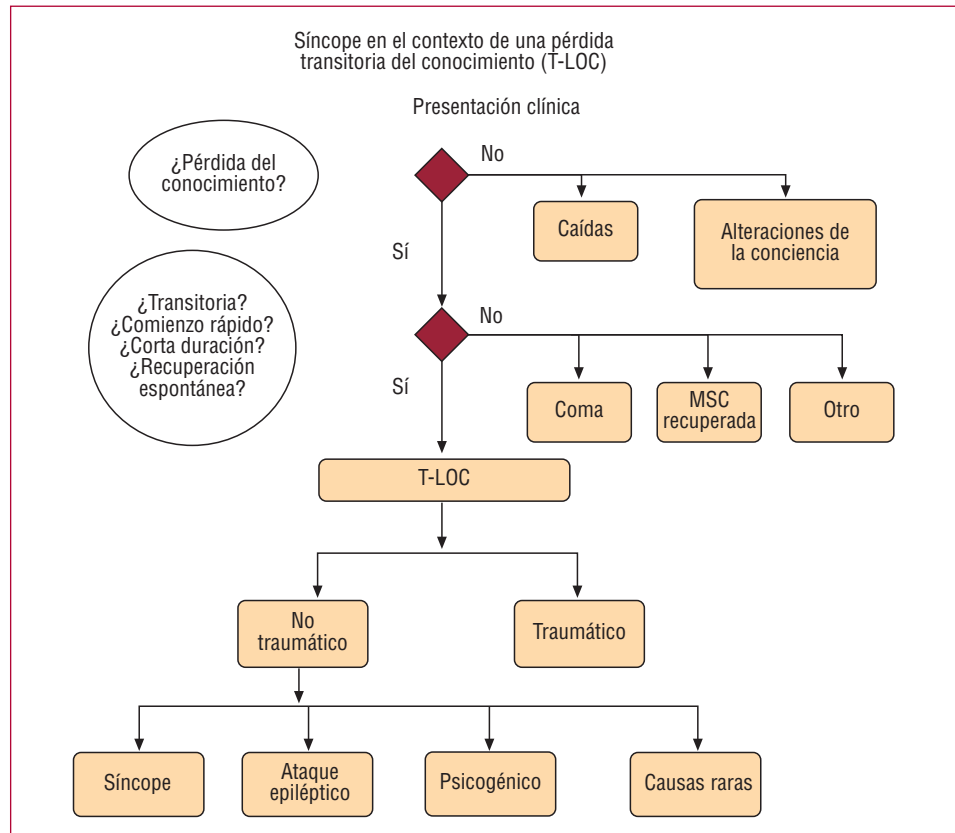 Síncope en el contexto de una pérdida
transitoria del conocimiento (T-LOC)
Presentación clínica
¿Pérdida del
conocimiento?
No
Caídas
Alteraciones de
la conciencia
Sí
¿Transitoria?
¿Comienzo rápido?
¿Corta duración?
¿Recuperación
espontánea?
No
Coma
MSC
recuperada
Otro
Sí
T-LOC
No
traumático
Traumático
Síncope
Ataque
epiléptico
Psicogénico
Causas raras